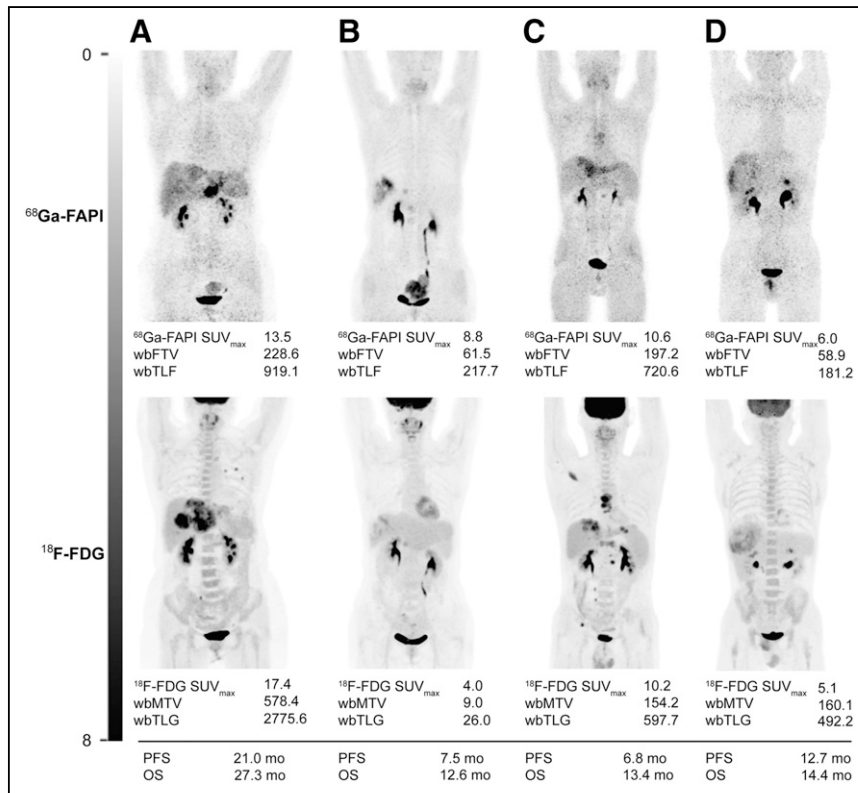 A B C D
0
⁶⁸Ga-FAPI
⁶⁸Ga-FAPI SUVmax 13.5
wbFTV 228.6
wbTLF 919.1
⁶⁸Ga-FAPI SUVmax 8.8
wbFTV 61.5
wbTLF 217.7
⁶⁸Ga-FAPI SUVmax 10.6
wbFTV 197.2
wbTLF 720.6
⁶⁸Ga-FAPI SUVmax 6.0
wbFTV 58.9
wbTLF 181.2
¹⁸F-FDG
¹⁸F-FDG SUVmax 17.4
wbMTV 578.4
wbTLG 2775.6
¹⁸F-FDG SUVmax 4.0
wbMTV 9.0
wbTLG 26.0
¹⁸F-FDG SUVmax 10.2
wbMTV 154.2
wbTLG 597.7
¹⁸F-FDG SUVmax 5.1
wbMTV 160.1
wbTLG 492.2
8
PFS 21.0 mo
OS 27.3 mo
PFS 7.5 mo
OS 12.6 mo
PFS 6.8 mo
OS 13.4 mo
PFS 12.7 mo
OS 14.4 mo